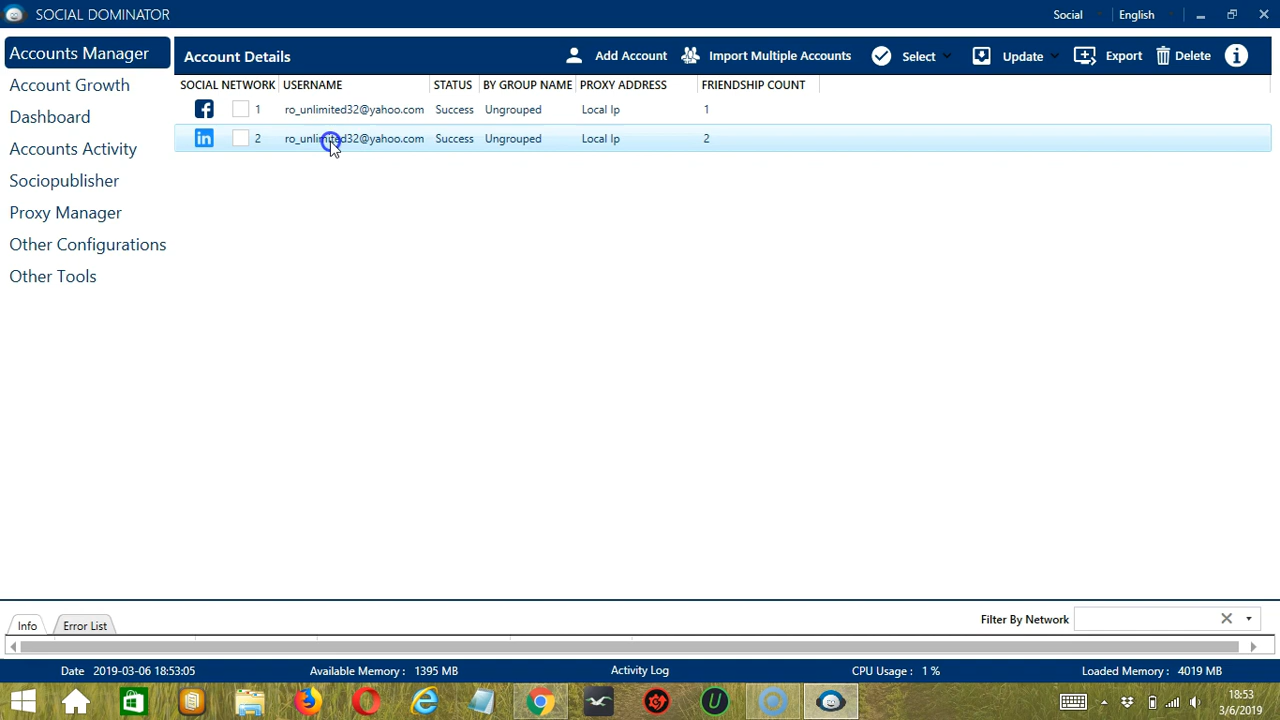 SOCIAL DOMINATOR
Social
English
Accounts Manager
Account Growth
Dashboard
Accounts Activity
Sociopublisher
Proxy Manager
Other Configurations
Other Tools
Account Details
Add Account
Import Multiple Accounts
Select
Update
Export
Delete
SOCIAL NETWORK USERNAME STATUS BY GROUP NAME PROXY ADDRESS FRIENDSHIP COUNT
1 ro_unlimited32@yahoo.com Success Ungrouped Local Ip 1
in 2 ro_unlimited32@yahoo.com Success Ungrouped Local Ip 2
Filter By Network
Info
Error List
Date 2019-03-06 18:53:05 Available Memory : 1395 MB Activity Log CPU Usage : 1 % Loaded Memory : 4019 MB
18:53
3/6/2019